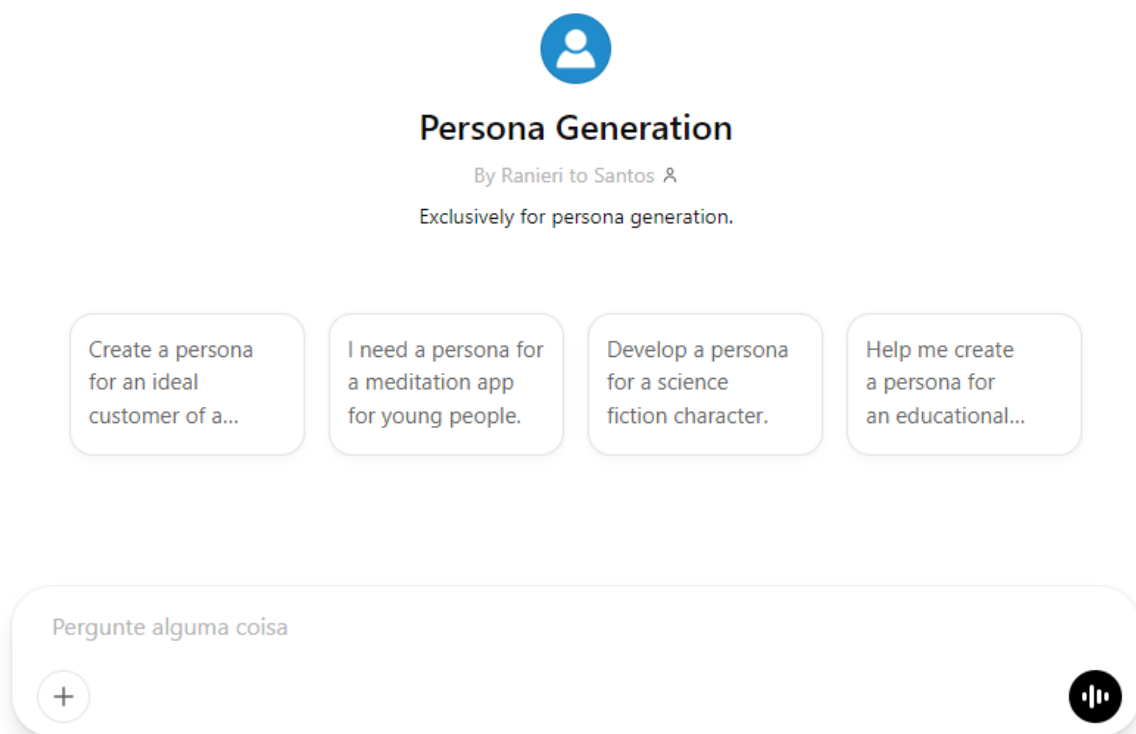 Persona Generation
By Ranieri to Santos
Exclusively for persona generation.
Create a persona
for an ideal
customer of a...
I need a persona for
a meditation app
for young people.
Develop a persona
for a science
fiction character.
Help me create
a persona for
an educational...
Pergunte alguma coisa